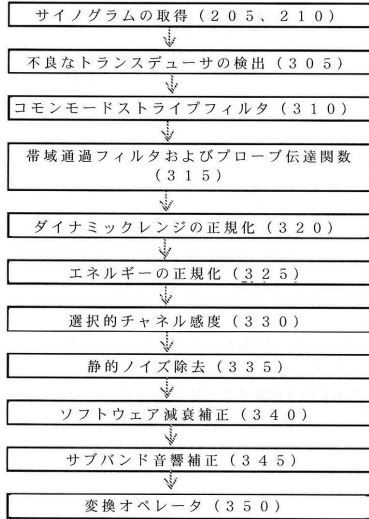 サイノグラムの取得(205、210)
不良なトランスデューサの検出(305)
コモンモードストライプフィルタ(310)
帯域通過フィルタおよびプローブ伝達関数
(315)
ダイナミックレンジの正規化(320)
エネルギーの正規化(325)
選択的チャネル感度(330)
静的ノイズ除去(335)
ソフトウェア減衰補正(340)
サブバンド音響補正(345)
変換オペレータ(350)